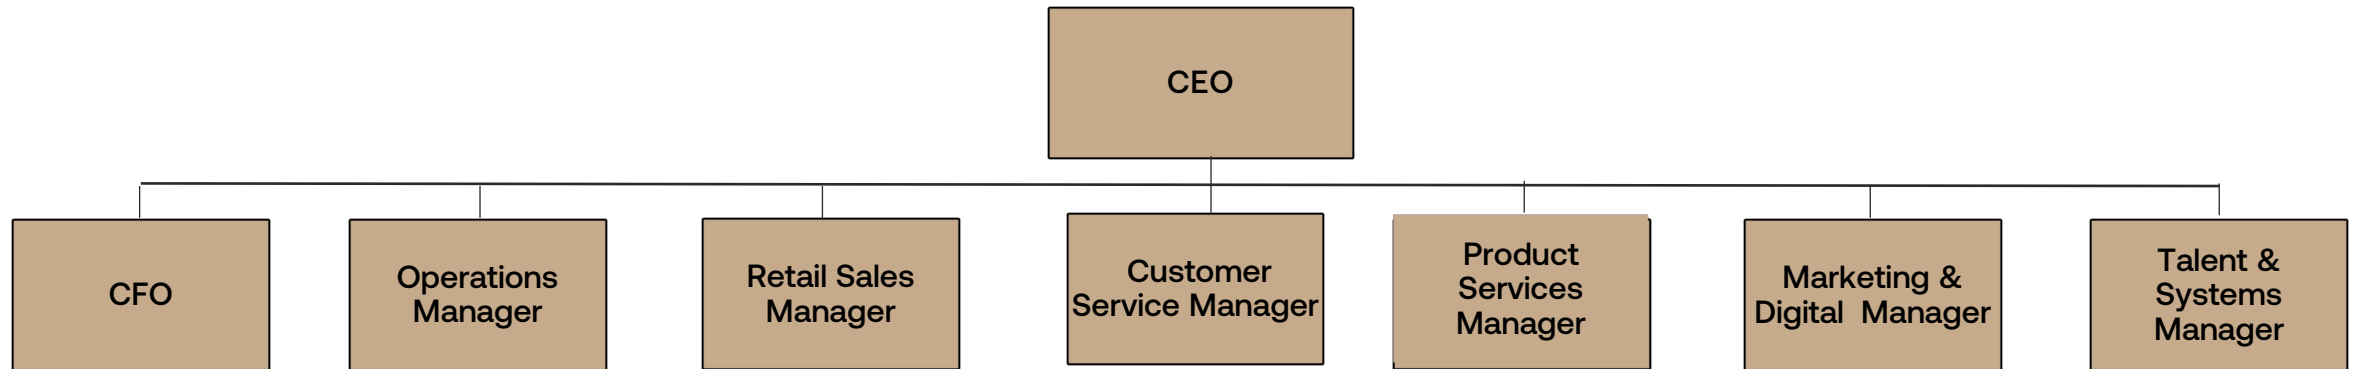 CEO
CFO
Operations
Manager
Retail Sales
Manager
Customer
Service Manager
Product
Services
Manager
Marketing &
Digital  Manager
Talent &
Systems
Manager